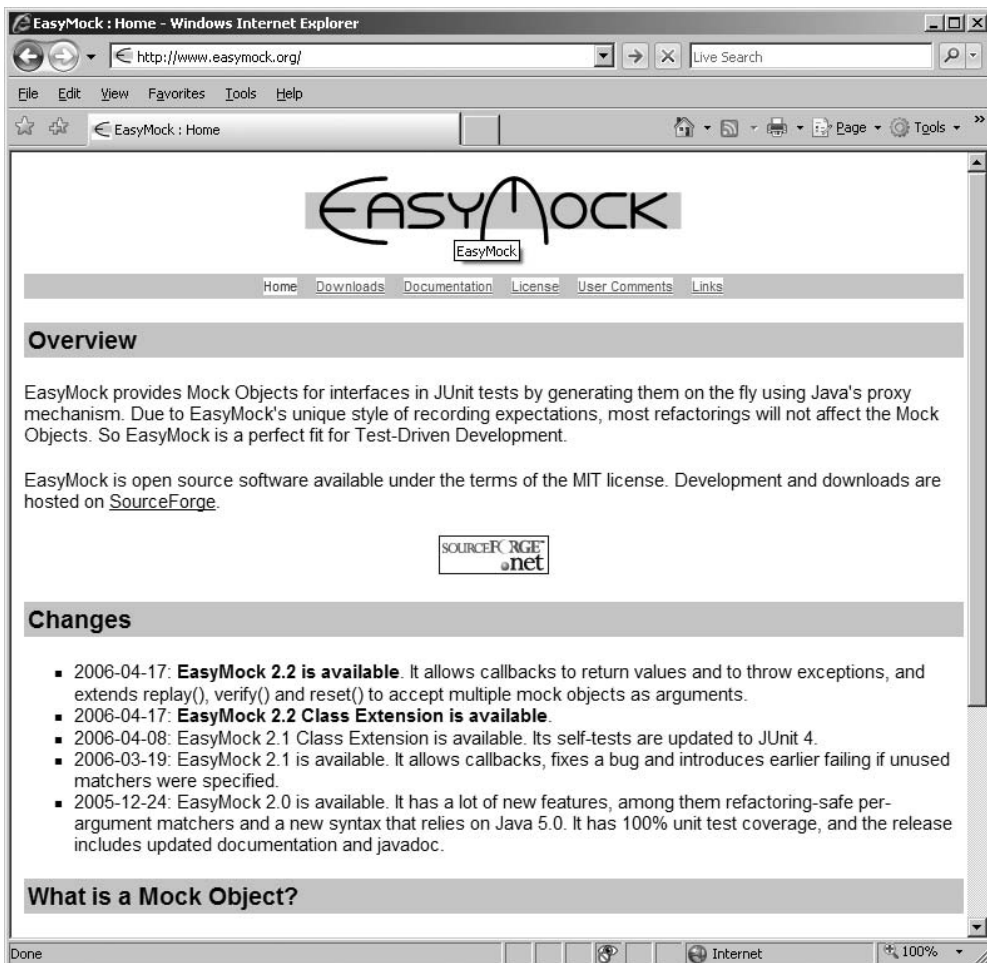 EasyMock : Home - Windows Internet Explorer
http://www.easymock.org/
Live Search
File Edit View Favorites Tools Help
EasyMock : Home
Page Tools »
EASYMOCK
EasyMock
Home Downloads Documentation License User Comments Links
Overview
EasyMock provides Mock Objects for interfaces in JUnit tests by generating them on the fly using Java's proxy
mechanism. Due to EasyMock's unique style of recording expectations, most refactorings will not affect the Mock
Objects. So EasyMock is a perfect fit for Test-Driven Development.
EasyMock is open source software available under the terms of the MIT license. Development and downloads are
hosted on SourceForge.
SOURCEFORGE
.net
Changes
2006-04-17: EasyMock 2.2 is available. It allows callbacks to return values and to throw exceptions, and
extends replay(), verify() and reset() to accept multiple mock objects as arguments.
2006-04-17: EasyMock 2.2 Class Extension is available.
2006-04-08: EasyMock 2.1 Class Extension is available. Its self-tests are updated to JUnit 4.
2006-03-19: EasyMock 2.1 is available. It allows callbacks, fixes a bug and introduces earlier failing if unused
matchers were specified.
2005-12-24: EasyMock 2.0 is available. It has a lot of new features, among them refactoring-safe per-
argument matchers and a new syntax that relies on Java 5.0. It has 100% unit test coverage, and the release
includes updated documentation and javadoc.
What is a Mock Object?
Done Internet 100%